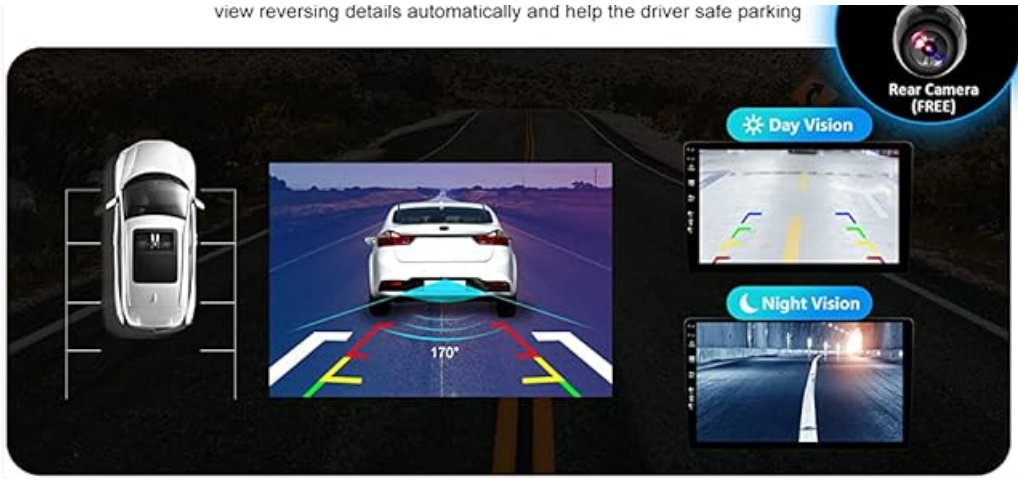 view reversing details automatically and help the driver safe parking
Rear Camera
(FREE)
Day Vision
170°
Night Vision